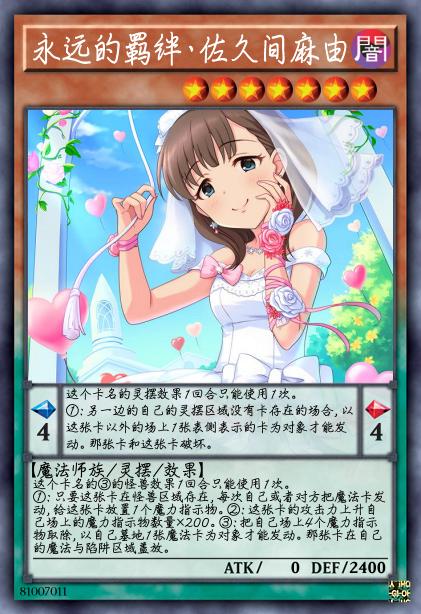 永远的羁绊·佐久间麻由 闇
这个卡名的灵摆效果1回合只能使用1次。
①：另一边的自己的灵摆区域没有卡存在的场合，以
这张卡以外的场上1张表侧表示的卡为对象才能发
动。那张卡和这张卡破坏。
4
4
【魔法师族/灵摆/效果】
这个卡名的③的怪兽效果1回合只能使用1次。
①：只要这张卡在怪兽区域存在，每次自己或者对方把魔法卡发
动，给这张卡放置1个魔力指示物。②：这张卡的攻击力上升自
己场上的魔力指示物数量×200。③：把自己场上4个魔力指示
物取除，以自己墓地1张魔法卡为对象才能发动。那张卡在自己
的魔法与陷阱区域盖放。
ATK/ 0 DEF/2400
81007011